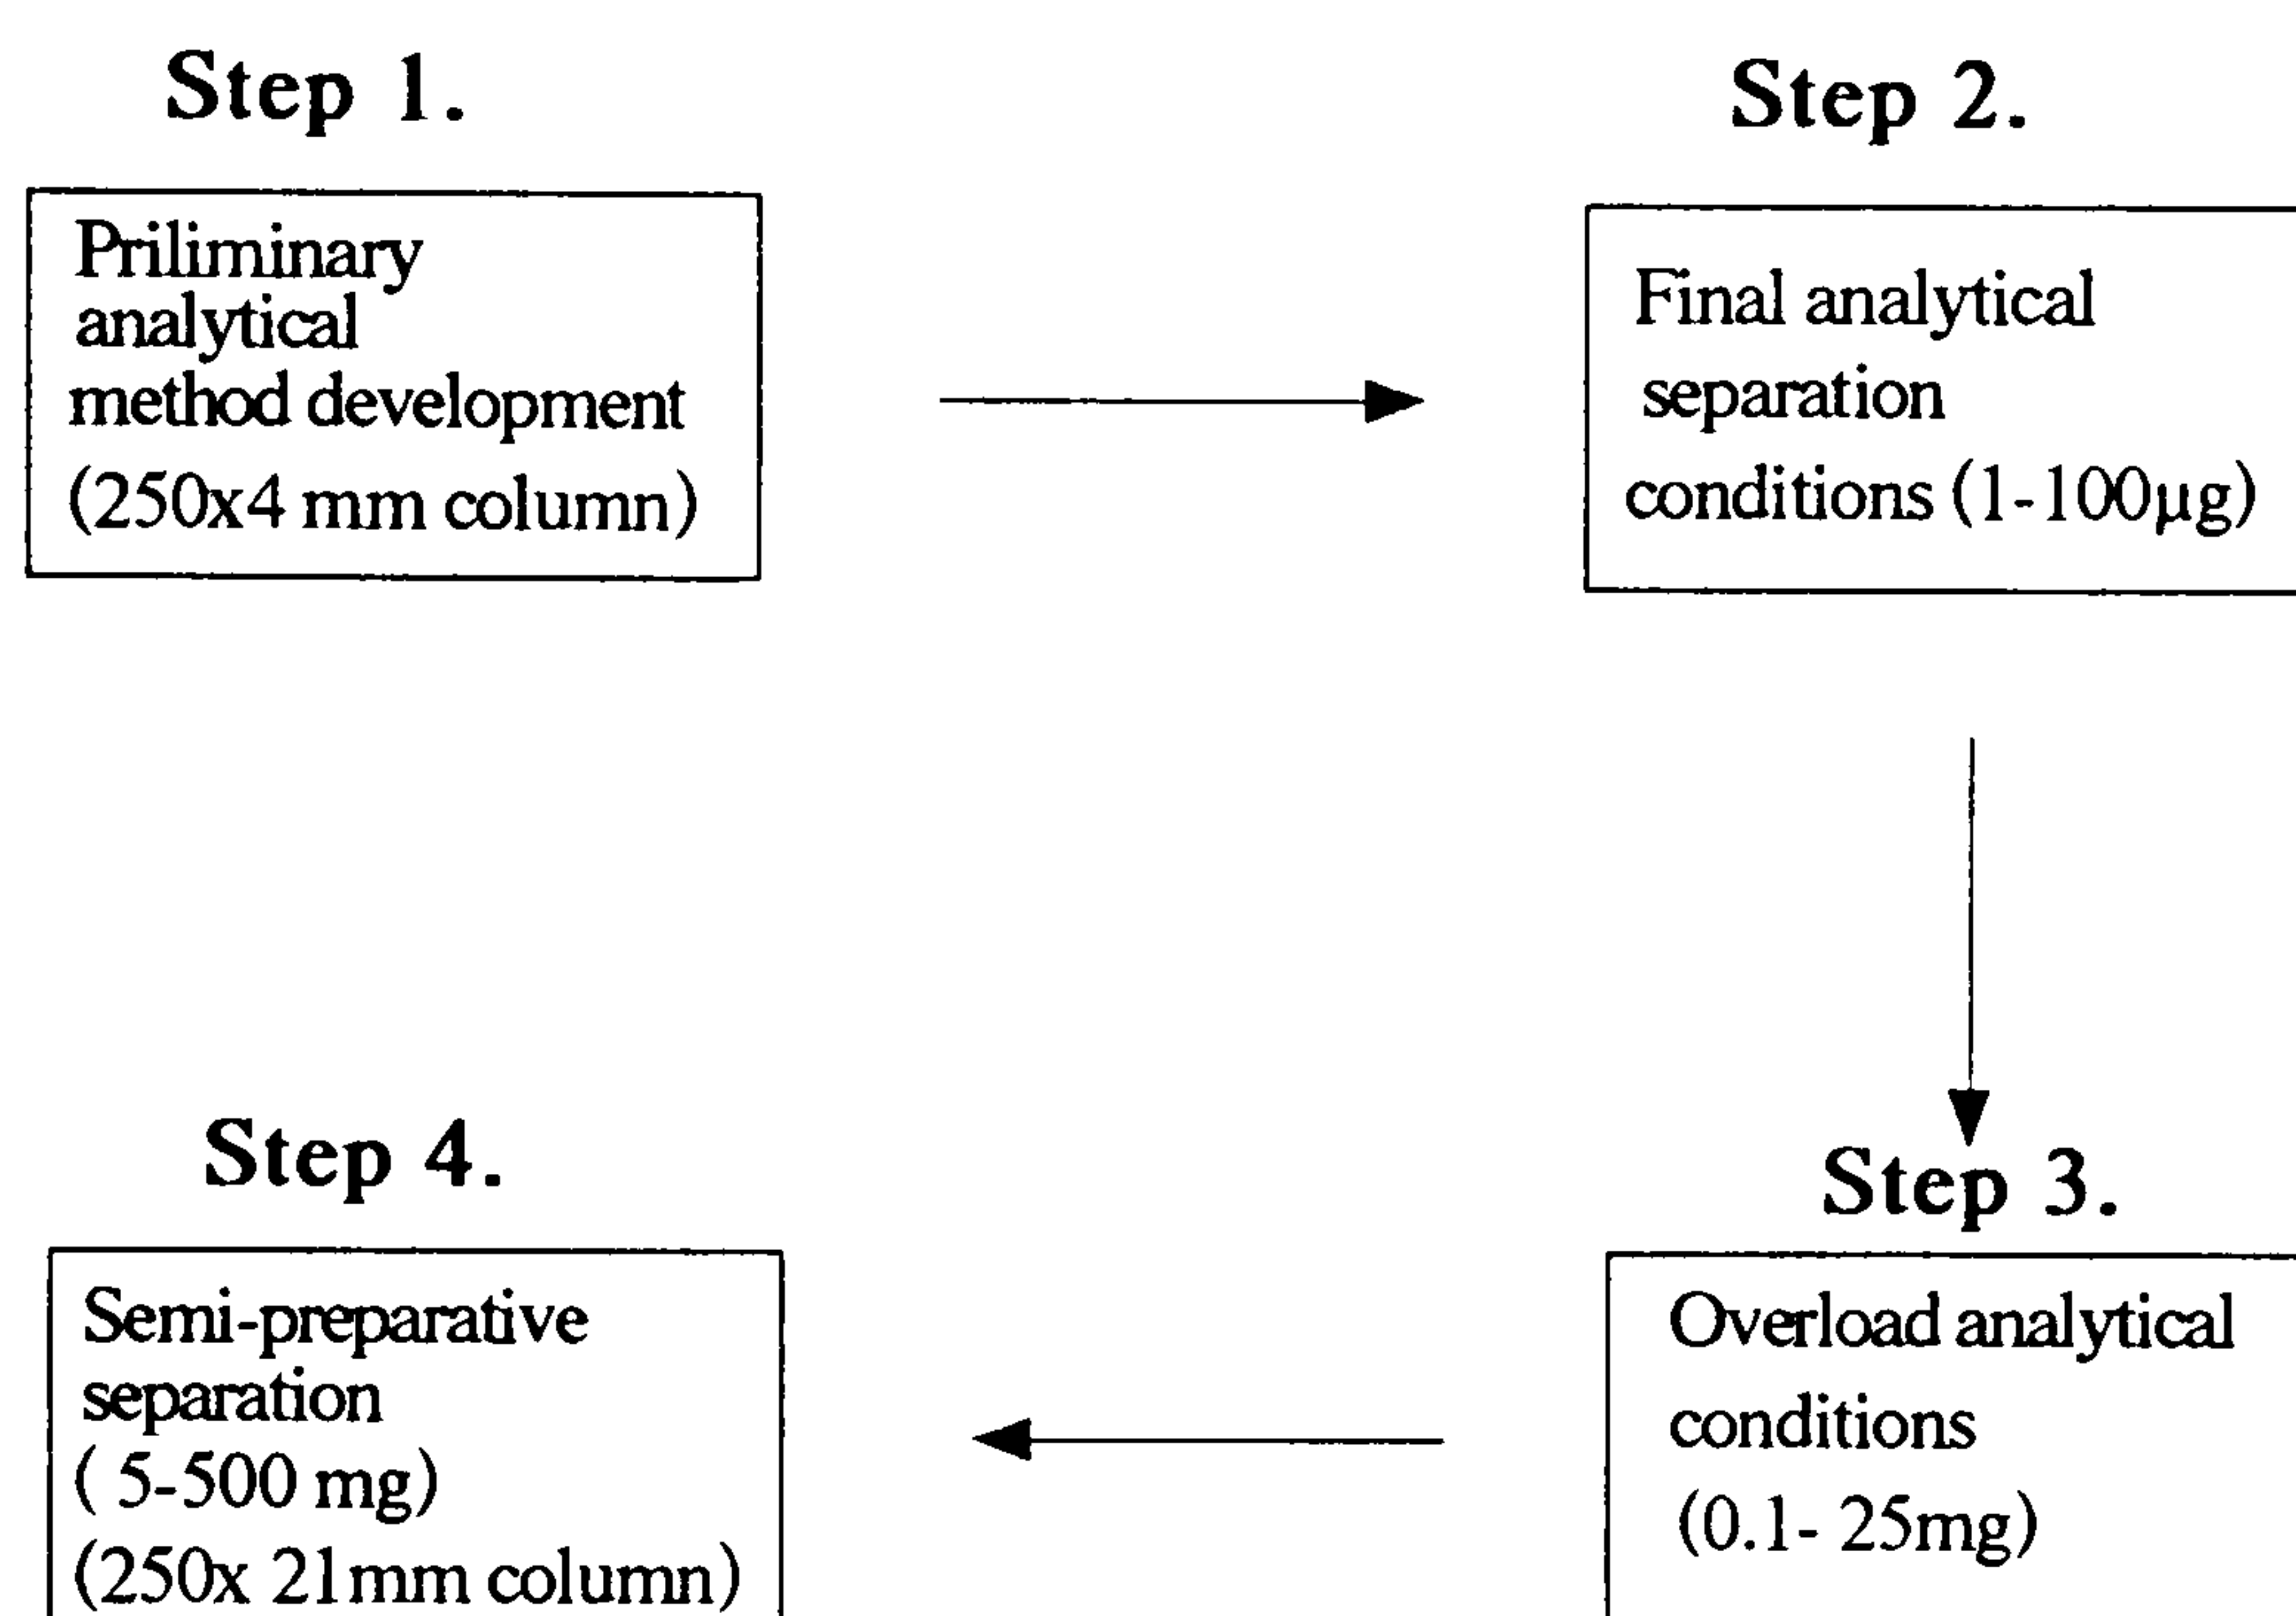 Step 1.
Priliminary
analytical
method development
(250x4 mm column)
Step 2.
Final analytical
separation
conditions (1-100µg)
Step 3.
Overload analytical
conditions
(0.1- 25mg)
Step 4.
Semi-preparative
separation
( 5-500 mg)
(250x 21mm column)